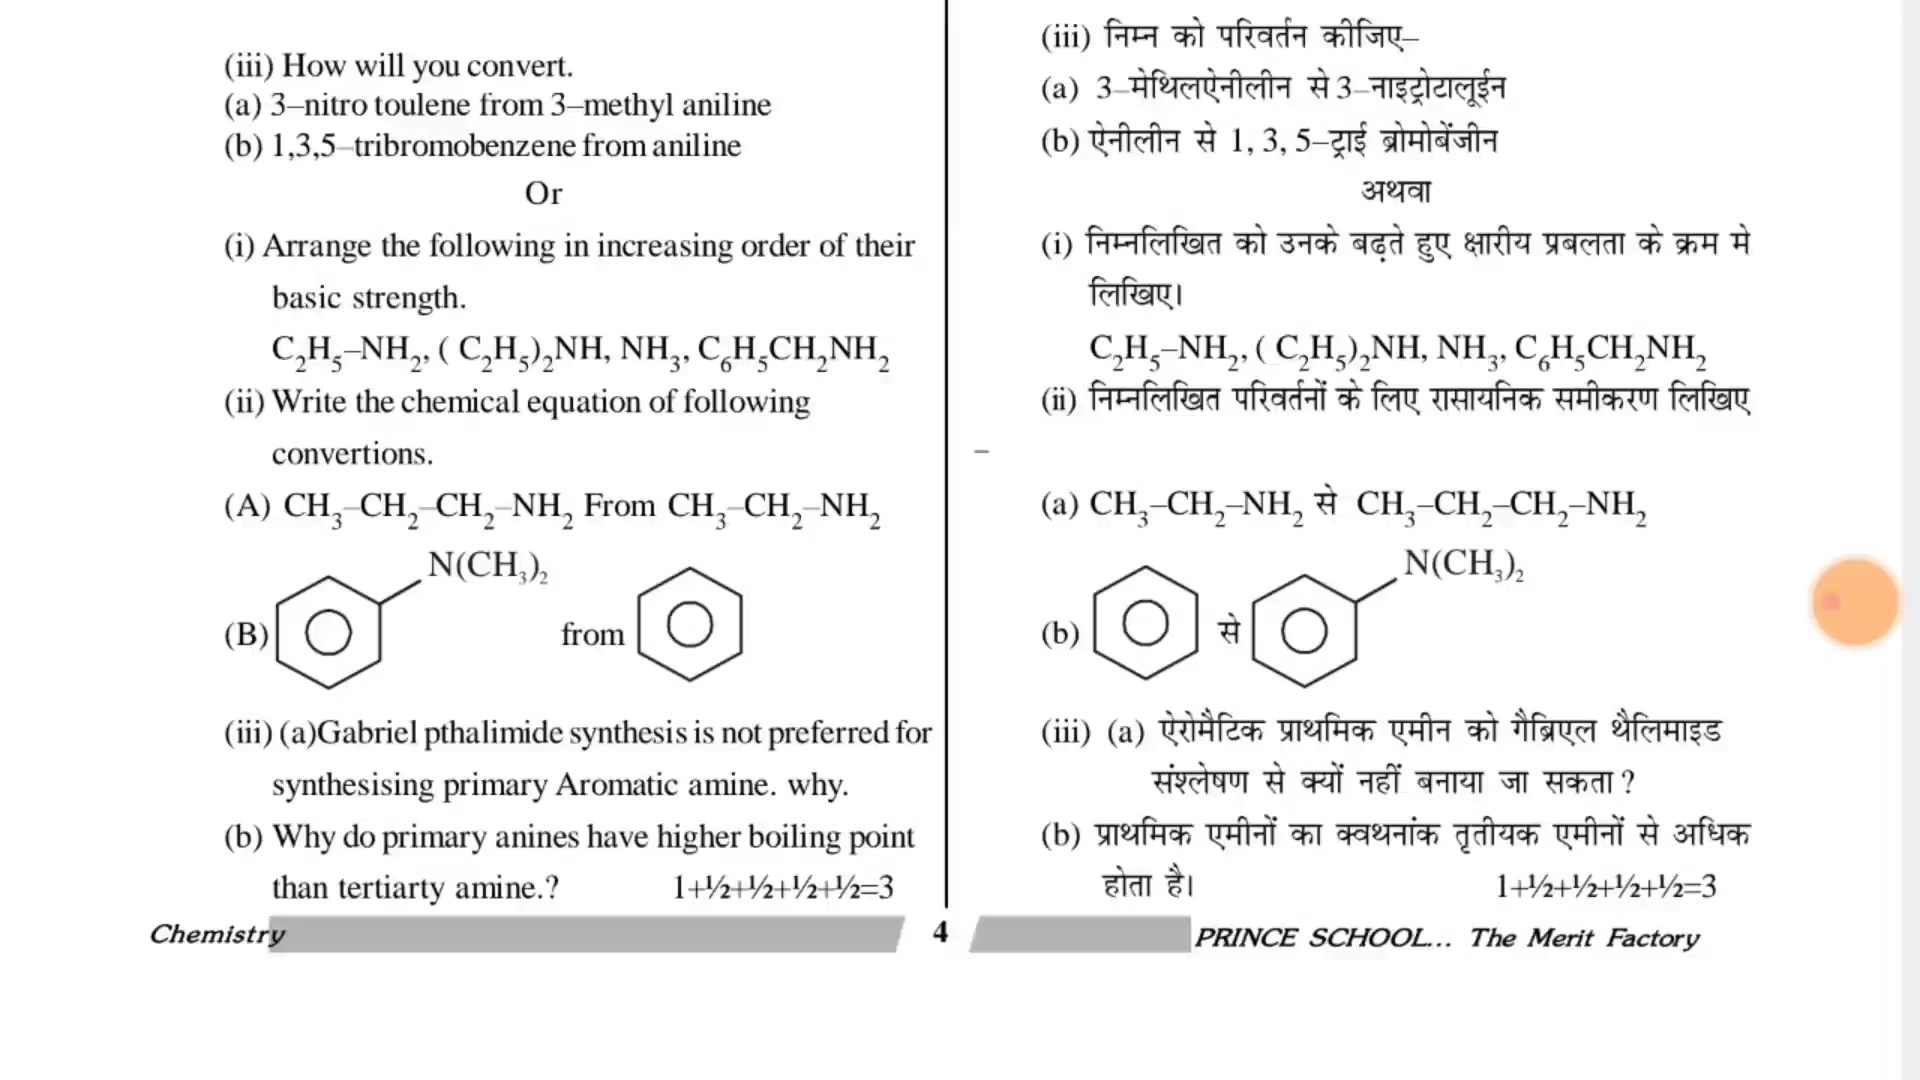 (iii) How will you convert.
(a) 3–nitro toulene from 3–methyl aniline
(b) 1,3,5–tribromobenzene from aniline
Or
(i) Arrange the following in increasing order of their
basic strength.
C₂H₅–NH₂, ( C₂H₅)₂NH, NH₃, C₆H₅CH₂NH₂
(ii) Write the chemical equation of following
convertions.
(A) CH₃–CH₂–CH₂–NH₂ From CH₃–CH₂–NH₂
N(CH₃)₂
(B) from
(iii) (a)Gabriel pthalimide synthesis is not preferred for
synthesising primary Aromatic amine. why.
(b) Why do primary anines have higher boiling point
than tertiarty amine.? 1+½+½+½+½=3
(iii) निम्न को परिवर्तन कीजिए–
(a) 3–मेथिलऐनीलीन से 3–नाइट्रोटालूईन
(b) ऐनीलीन से 1, 3, 5–ट्राई ब्रोमोबेंजीन
अथवा
(i) निम्नलिखित को उनके बढ़ते हुए क्षारीय प्रबलता के क्रम मे
लिखिए।
C₂H₅–NH₂, ( C₂H₅)₂NH, NH₃, C₆H₅CH₂NH₂
(ii) निम्नलिखित परिवर्तनों के लिए रासायनिक समीकरण लिखिए
–
(a) CH₃–CH₂–NH₂ से CH₃–CH₂–CH₂–NH₂
N(CH₃)₂
(b) से
(iii) (a) ऐरोमैटिक प्राथमिक एमीन को गैब्रिएल थैलिमाइड
संश्लेषण से क्यों नहीं बनाया जा सकता ?
(b) प्राथमिक एमीनों का क्वथनांक तृतीयक एमीनों से अधिक
होता है। 1+½+½+½+½=3
Chemistry 4 PRINCE SCHOOL... The Merit Factory